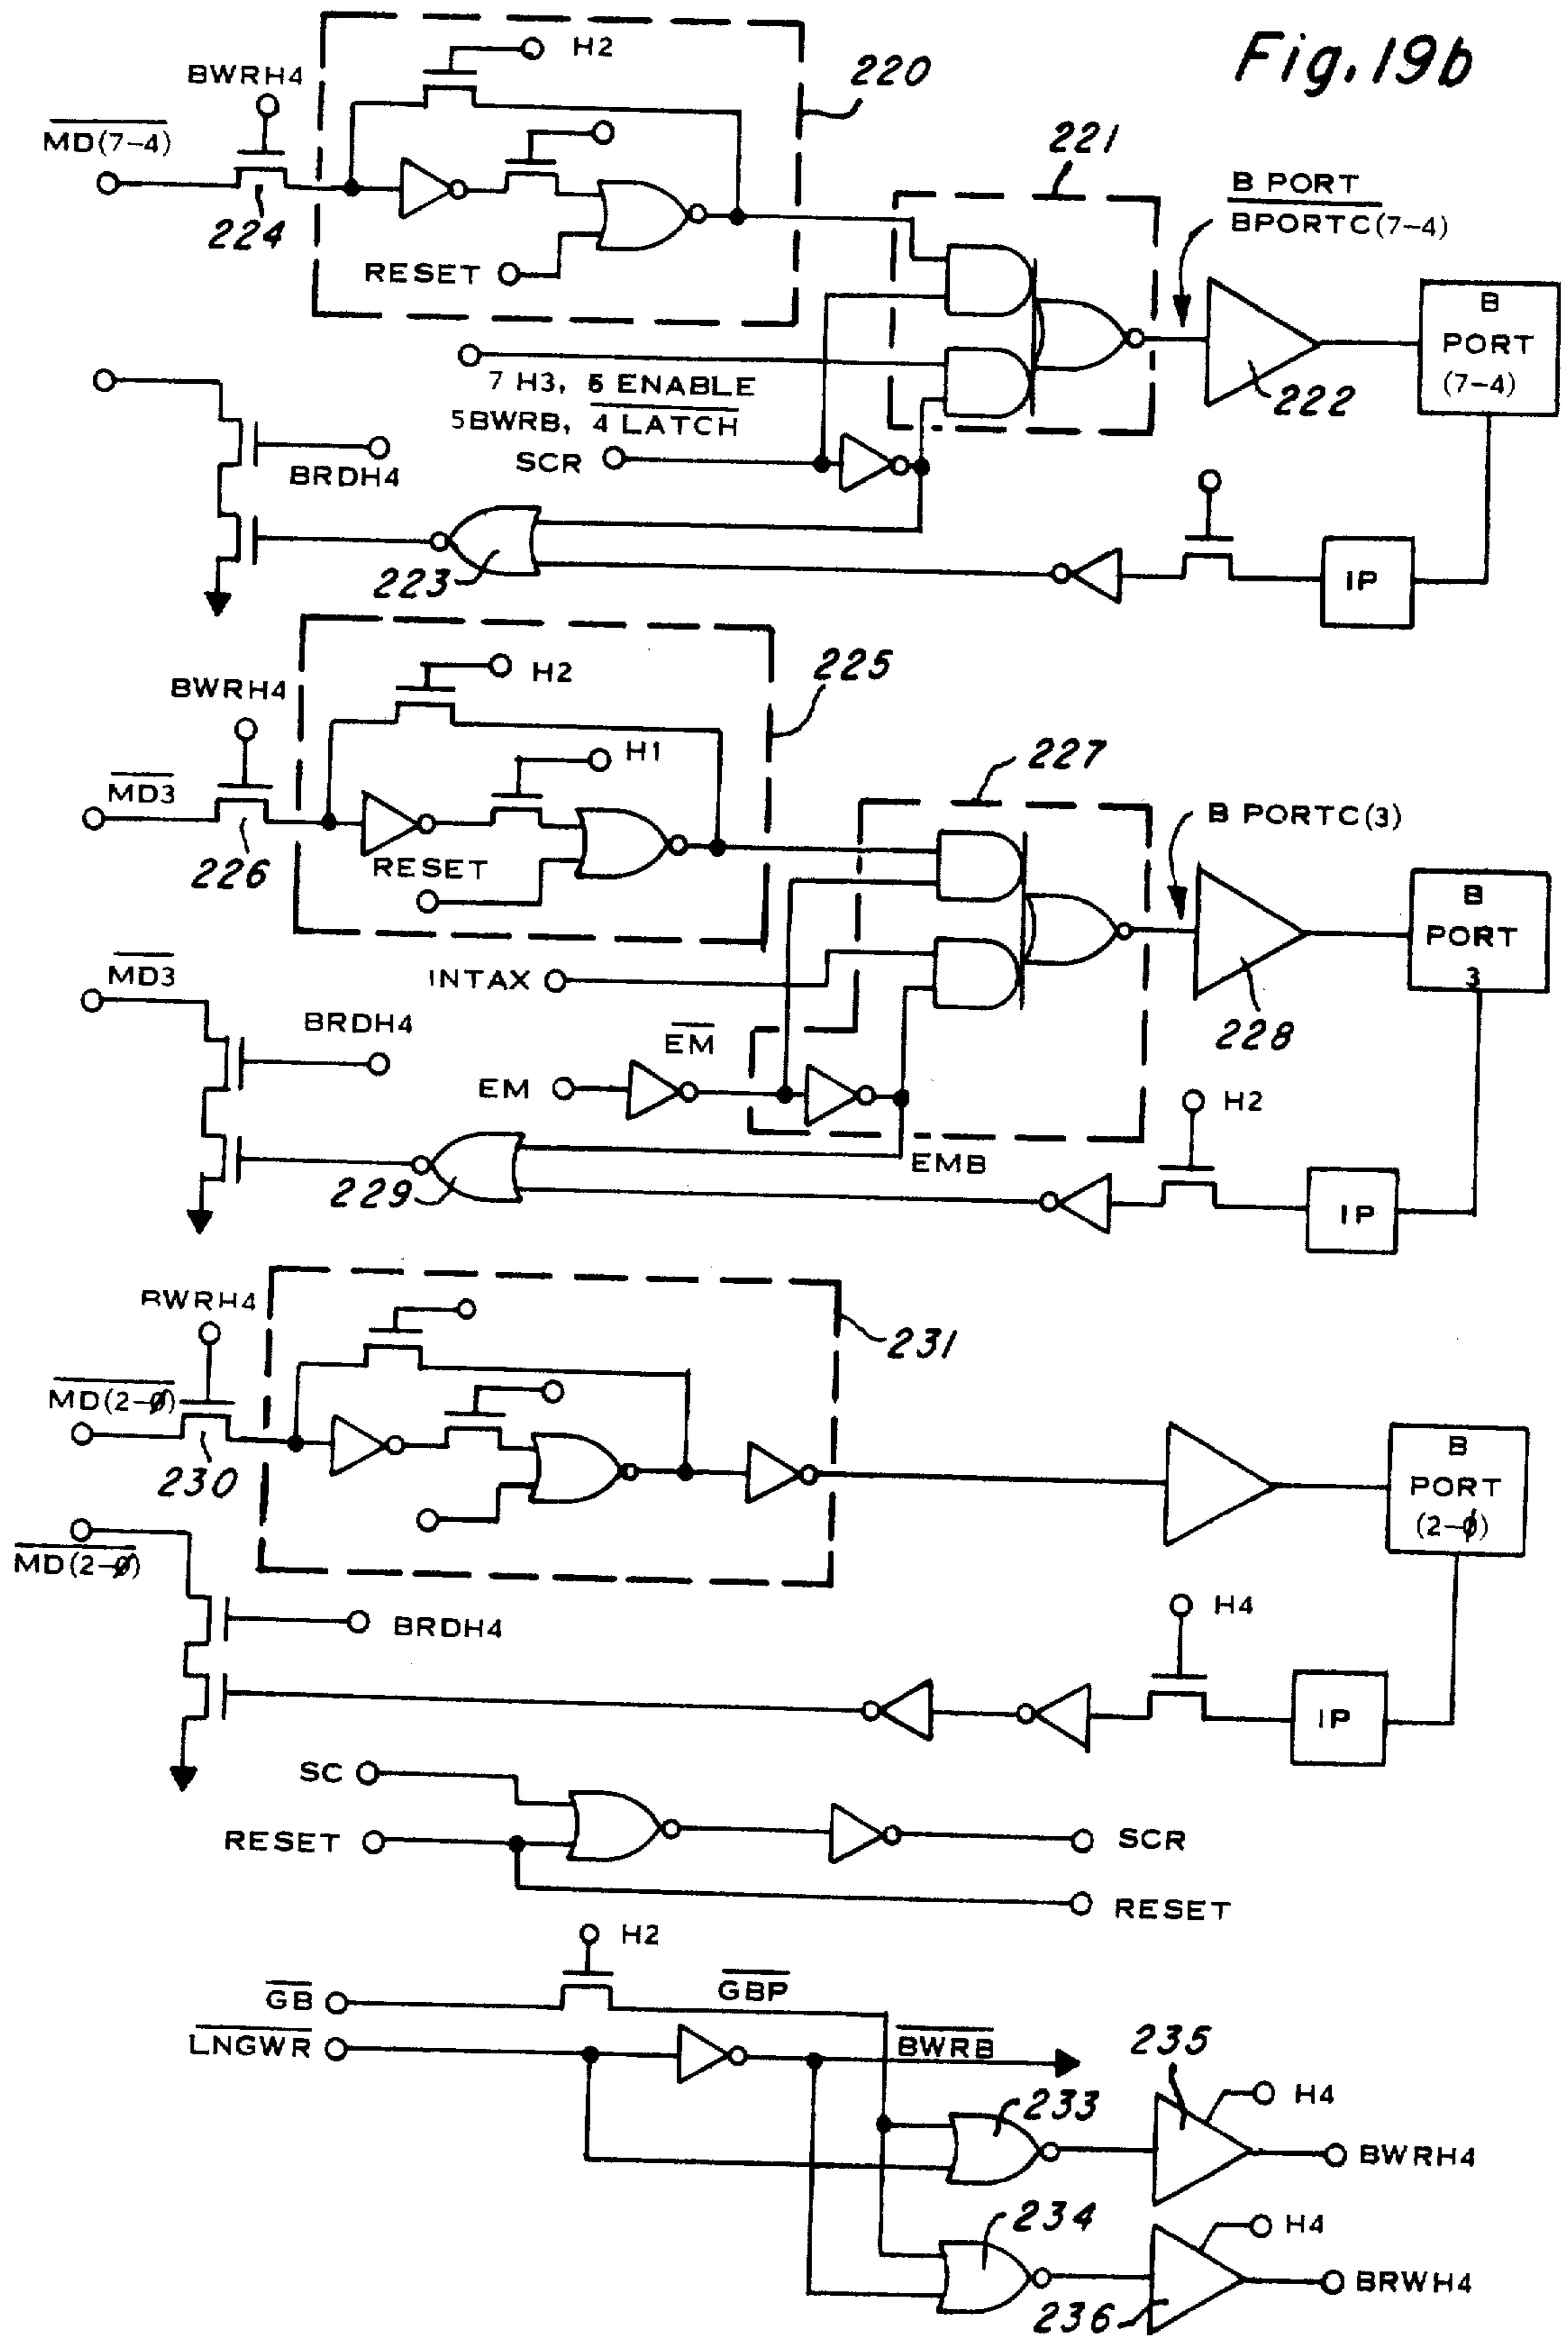 Fig. 19b
H2
BWRH4
220
MD(7-4)
221
224
B PORT
BPORTC(7-4)
RESET
B
PORT
(7-4)
7 H3, 6 ENABLE
222
5BWRB, 4 LATCH
SCR
BRDH4
223
IP
225
H2
BWRH4
H1
227
MD3
B PORTC(3)
226
RESET
B
PORT
3
MD3
INTAX
BRDH4
EM
228
EM
H2
EMB
229
IP
BWRH4
231
MD(2-0)
B
PORT
(2-0)
230
MD(2-0)
H4
BRDH4
IP
SC
RESET
SCR
RESET
H2
GB
GBP
LNGWR
BWRB
235
233
H4
BWRH4
234
H4
236
BRWH4